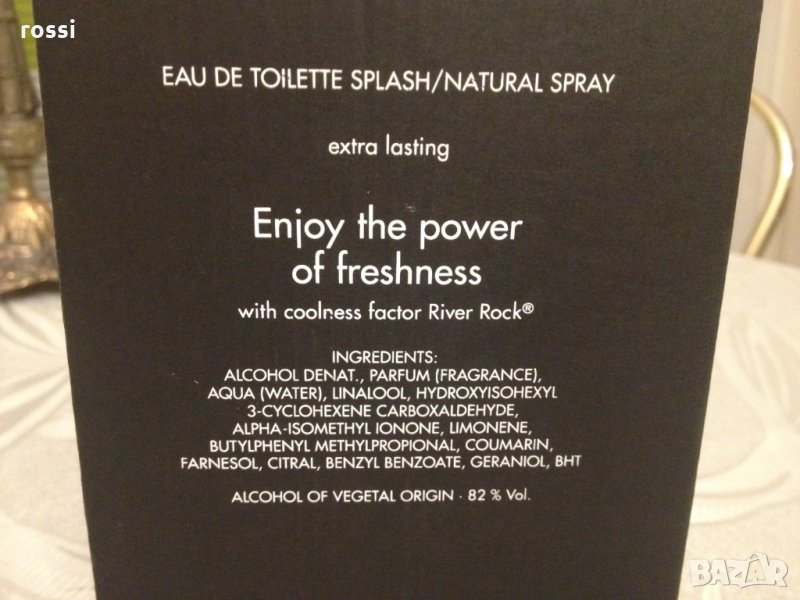 rossi
EAU DE TOILETTE SPLASH/NATURAL SPRAY
extra lasting
Enjoy the power
of freshness
with coolness factor River Rock®
INGREDIENTS:
ALCOHOL DENAT., PARFUM (FRAGRANCE),
AQUA (WATER), LINALOOL, HYDROXYISOHEXYL
3-CYCLOHEXENE CARBOXALDEHYDE,
ALPHA-ISOMETHYL IONONE, LIMONENE,
BUTYLPHENYL METHYLPROPIONAL, COUMARIN,
FARNESOL, CITRAL, BENZYL BENZOATE, GERANIOL, BHT
ALCOHOL OF VEGETAL ORIGIN · 82 % Vol.
BAZAR